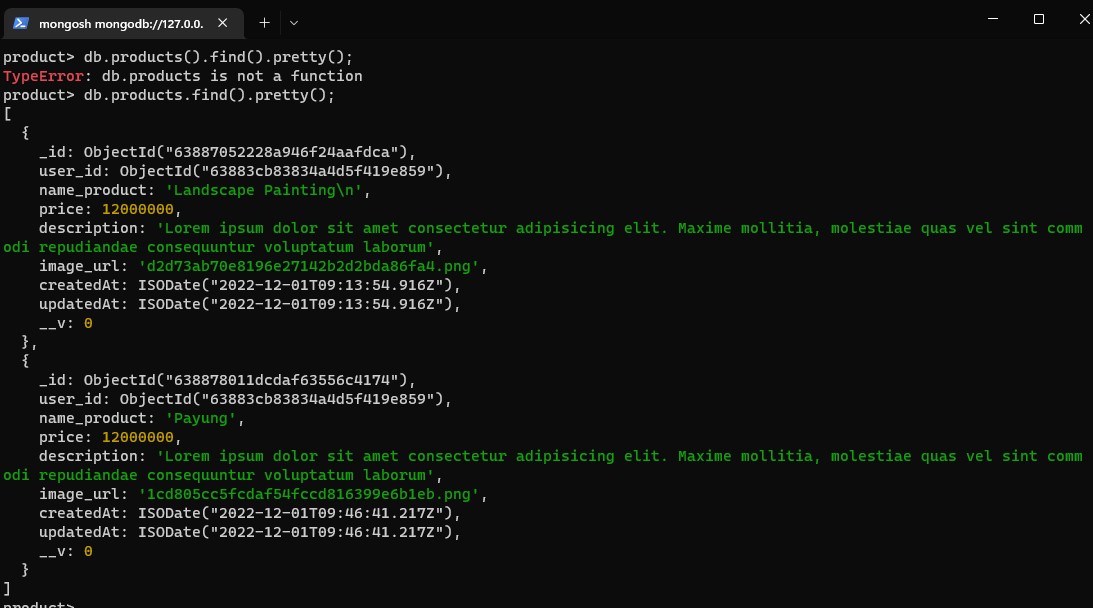 mongosh mongodb://127.0.0.
product> db.products().find().pretty();
TypeError: db.products is not a function
product> db.products.find().pretty();
[
  {
    _id: ObjectId("63887052228a946f24aafdca"),
    user_id: ObjectId("63883cb83834a4d5f419e859"),
    name_product: 'Landscape Painting\n',
    price: 12000000,
    description: 'Lorem ipsum dolor sit amet consectetur adipisicing elit. Maxime mollitia, molestiae quas vel sint comm
odi repudiandae consequuntur voluptatum laborum',
    image_url: 'd2d73ab70e8196e27142b2d2bda86fa4.png',
    createdAt: ISODate("2022-12-01T09:13:54.916Z"),
    updatedAt: ISODate("2022-12-01T09:13:54.916Z"),
    __v: 0
  },
  {
    _id: ObjectId("638878011dcdaf63556c4174"),
    user_id: ObjectId("63883cb83834a4d5f419e859"),
    name_product: 'Payung',
    price: 12000000,
    description: 'Lorem ipsum dolor sit amet consectetur adipisicing elit. Maxime mollitia, molestiae quas vel sint comm
odi repudiandae consequuntur voluptatum laborum',
    image_url: '1cd805cc5fcdaf54fccd816399e6b1eb.png',
    createdAt: ISODate("2022-12-01T09:46:41.217Z"),
    updatedAt: ISODate("2022-12-01T09:46:41.217Z"),
    __v: 0
  }
]
product>